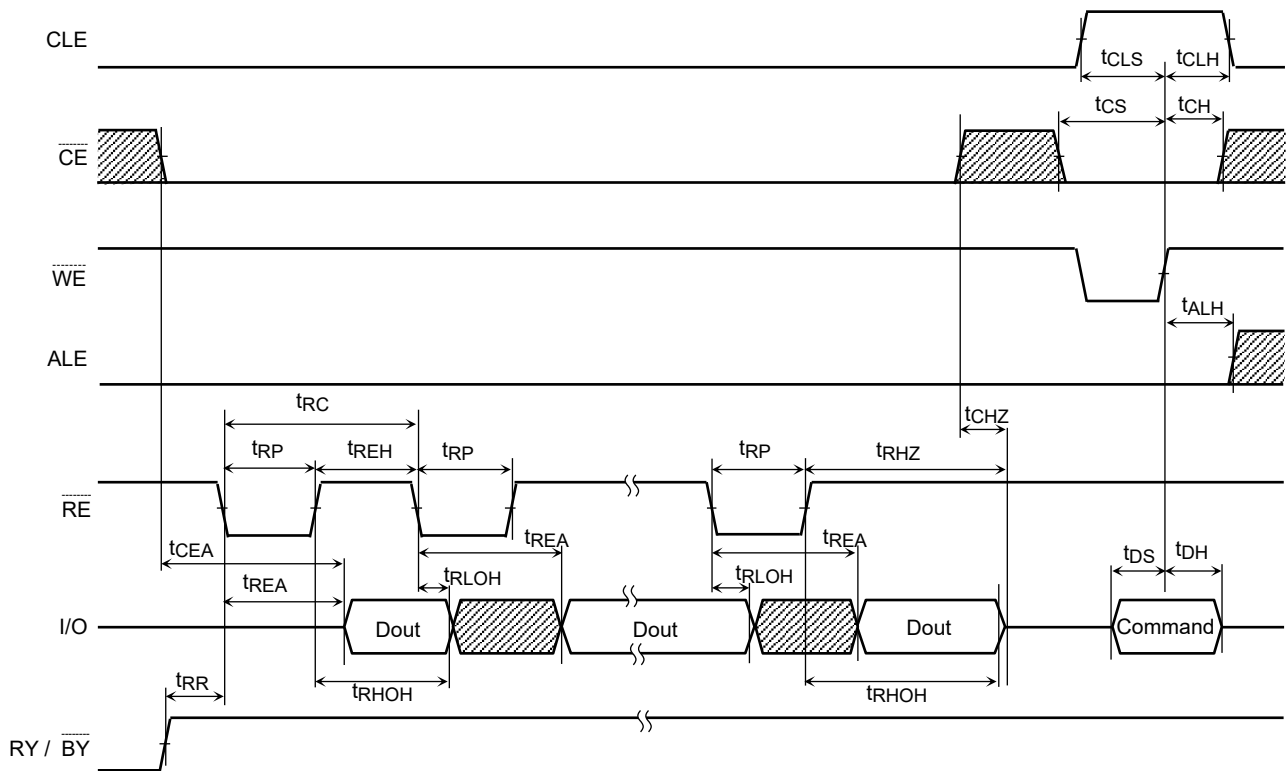 CLE
tCLS tCLH
tCS tCH
CE
WE
tALH
ALE
tRC
tCHZ
tRP tREH tRP tRP tRHZ
RE
tCEA tREA tREA
tREA tRLOH tRLOH tDS tDH
I/O Dout Dout Dout Command
tRR tRHOH tRHOH
RY / BY